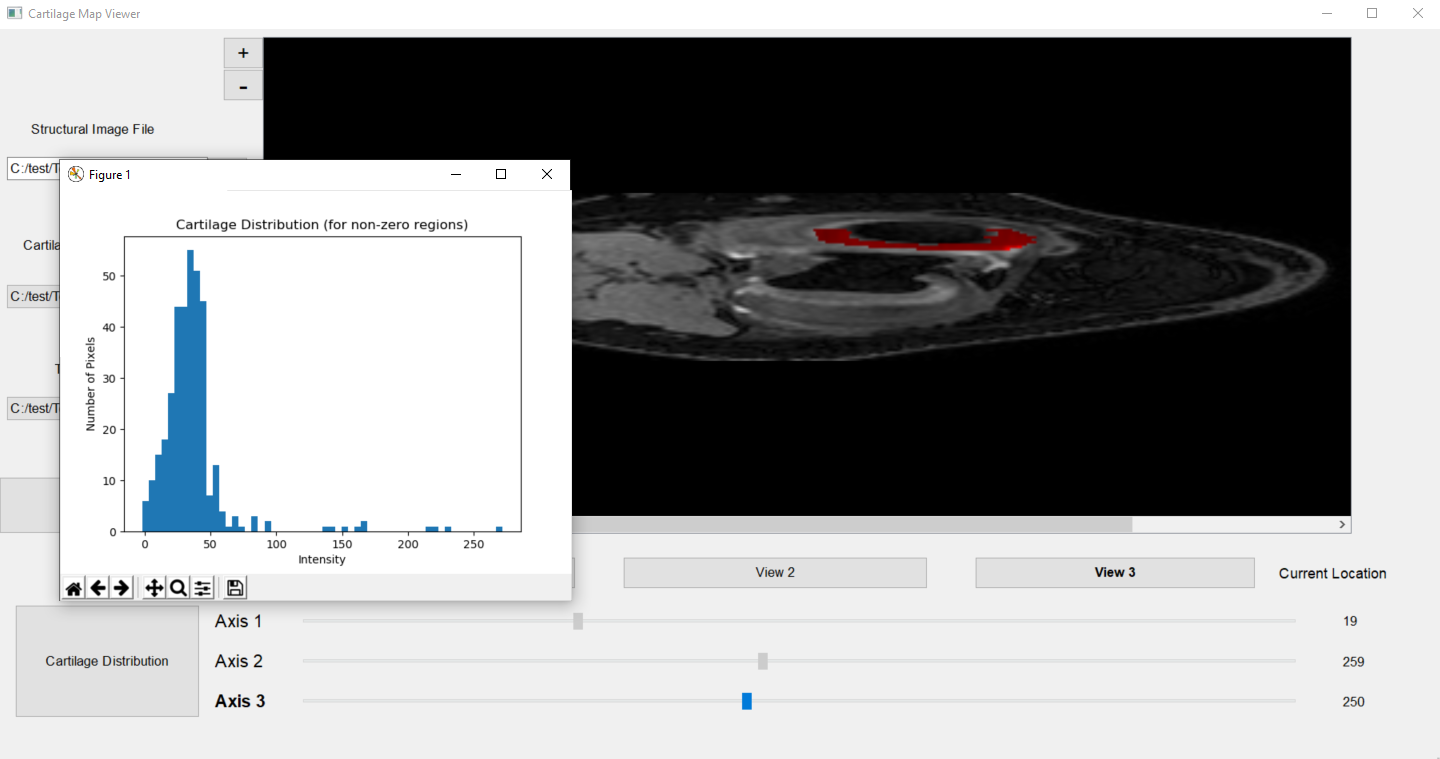 Cartilage Map Viewer
+
-
Structural Image File
C:/test/T
Figure 1
Cartilage Distribution (for non-zero regions)
Cartila
C:/test/T
T
C:/test/T
Number of Pixels
50
40
30
20
10
0
0 50 100 150 200 250
Intensity
View 2
View 3
Current Location
Cartilage Distribution
Axis 1
19
Axis 2
259
Axis 3
250